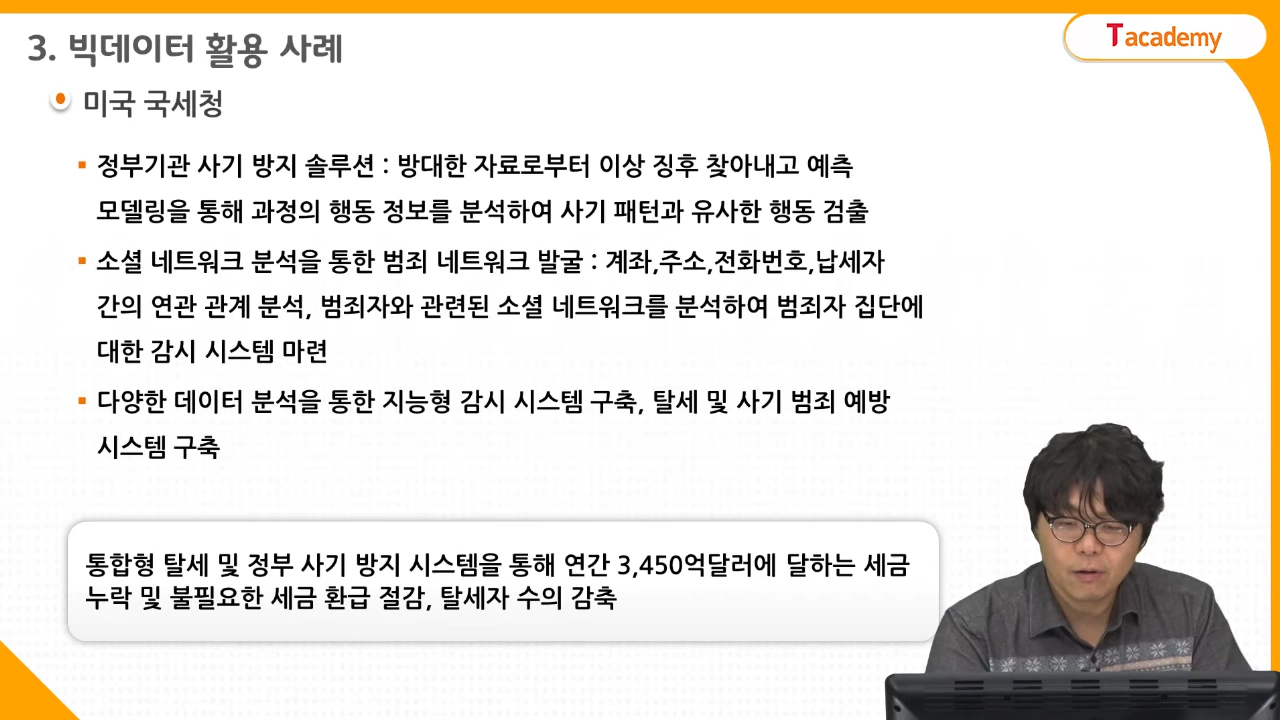 3. 빅데이터 활용 사례
Tacademy
미국 국세청
정부기관 사기 방지 솔루션 : 방대한 자료로부터 이상 징후 찾아내고 예측
모델링을 통해 과정의 행동 정보를 분석하여 사기 패턴과 유사한 행동 검출
소셜 네트워크 분석을 통한 범죄 네트워크 발굴 : 계좌,주소,전화번호,납세자
간의 연관 관계 분석, 범죄자와 관련된 소셜 네트워크를 분석하여 범죄자 집단에
대한 감시 시스템 마련
다양한 데이터 분석을 통한 지능형 감시 시스템 구축, 탈세 및 사기 범죄 예방
시스템 구축
통합형 탈세 및 정부 사기 방지 시스템을 통해 연간 3,450억달러에 달하는 세금
누락 및 불필요한 세금 환급 절감, 탈세자 수의 감축